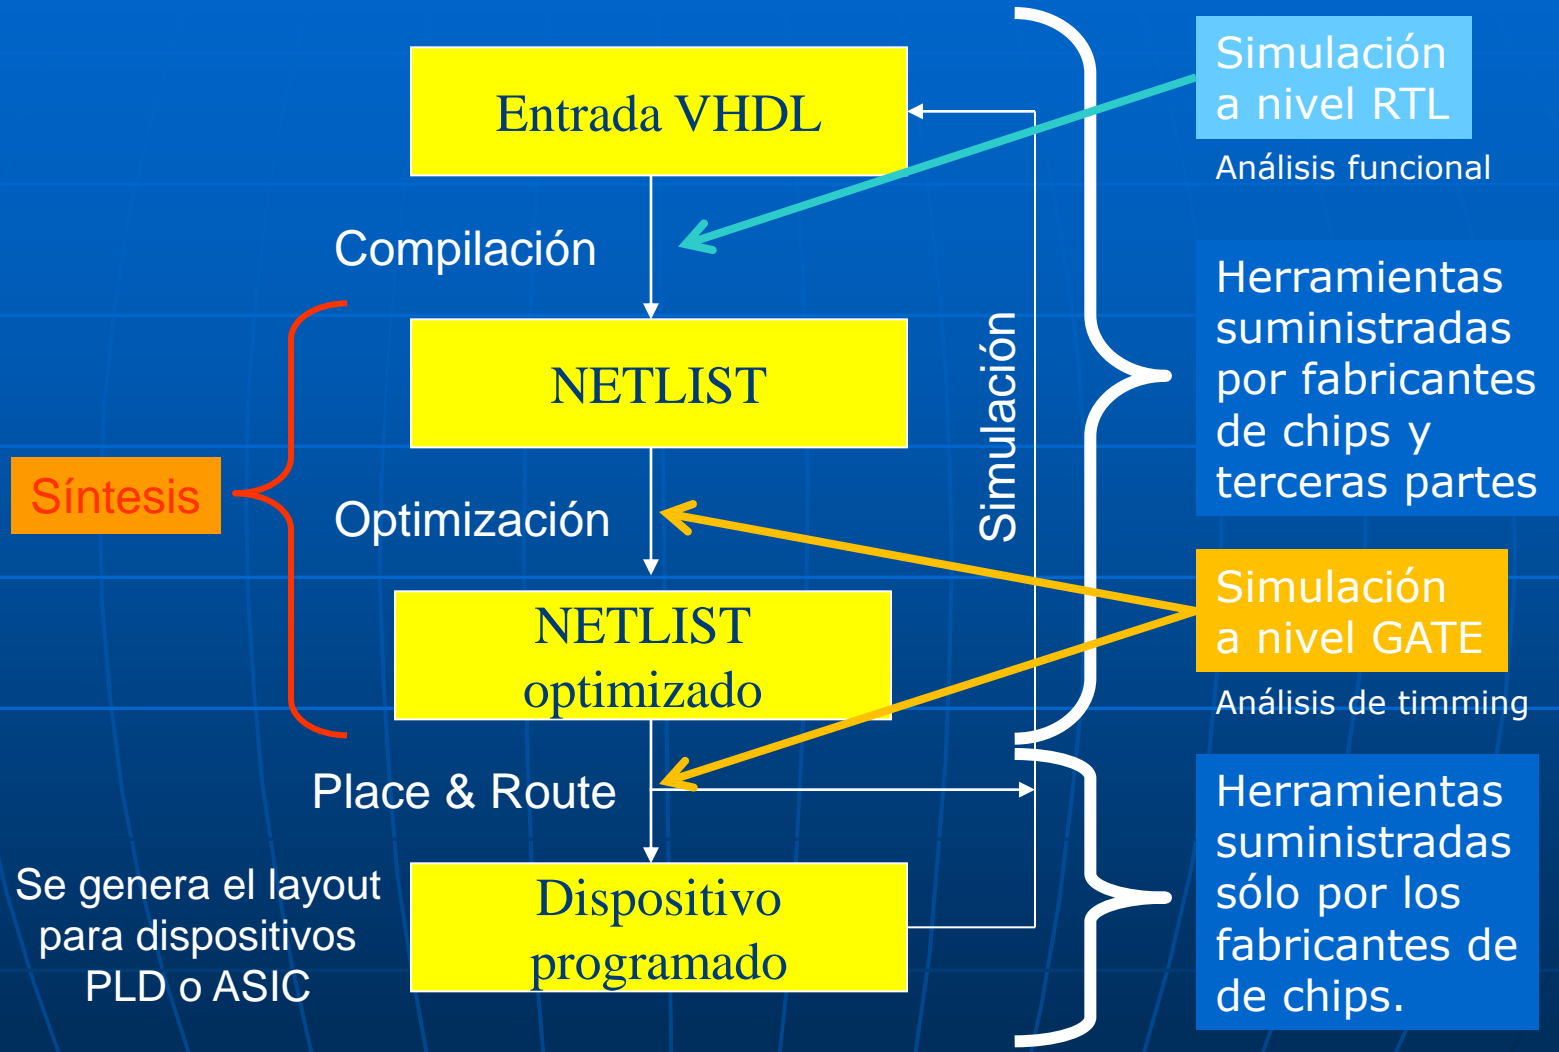 Entrada VHDL
Simulación
a nivel RTL
Análisis funcional
Compilación
Herramientas
suministradas
por fabricantes
de chips y
terceras partes
NETLIST
Simulación
Síntesis
Optimización
Simulación
a nivel GATE
Análisis de timming
NETLIST
optimizado
Place & Route
Herramientas
suministradas
sólo por los
fabricantes de
de chips.
Se genera el layout
para dispositivos
PLD o ASIC
Dispositivo
programado